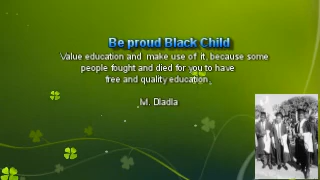 Be proud Black Child
Value education and make use of it, because some
people fought and died for you to have
free and quality education.
M. Dladla